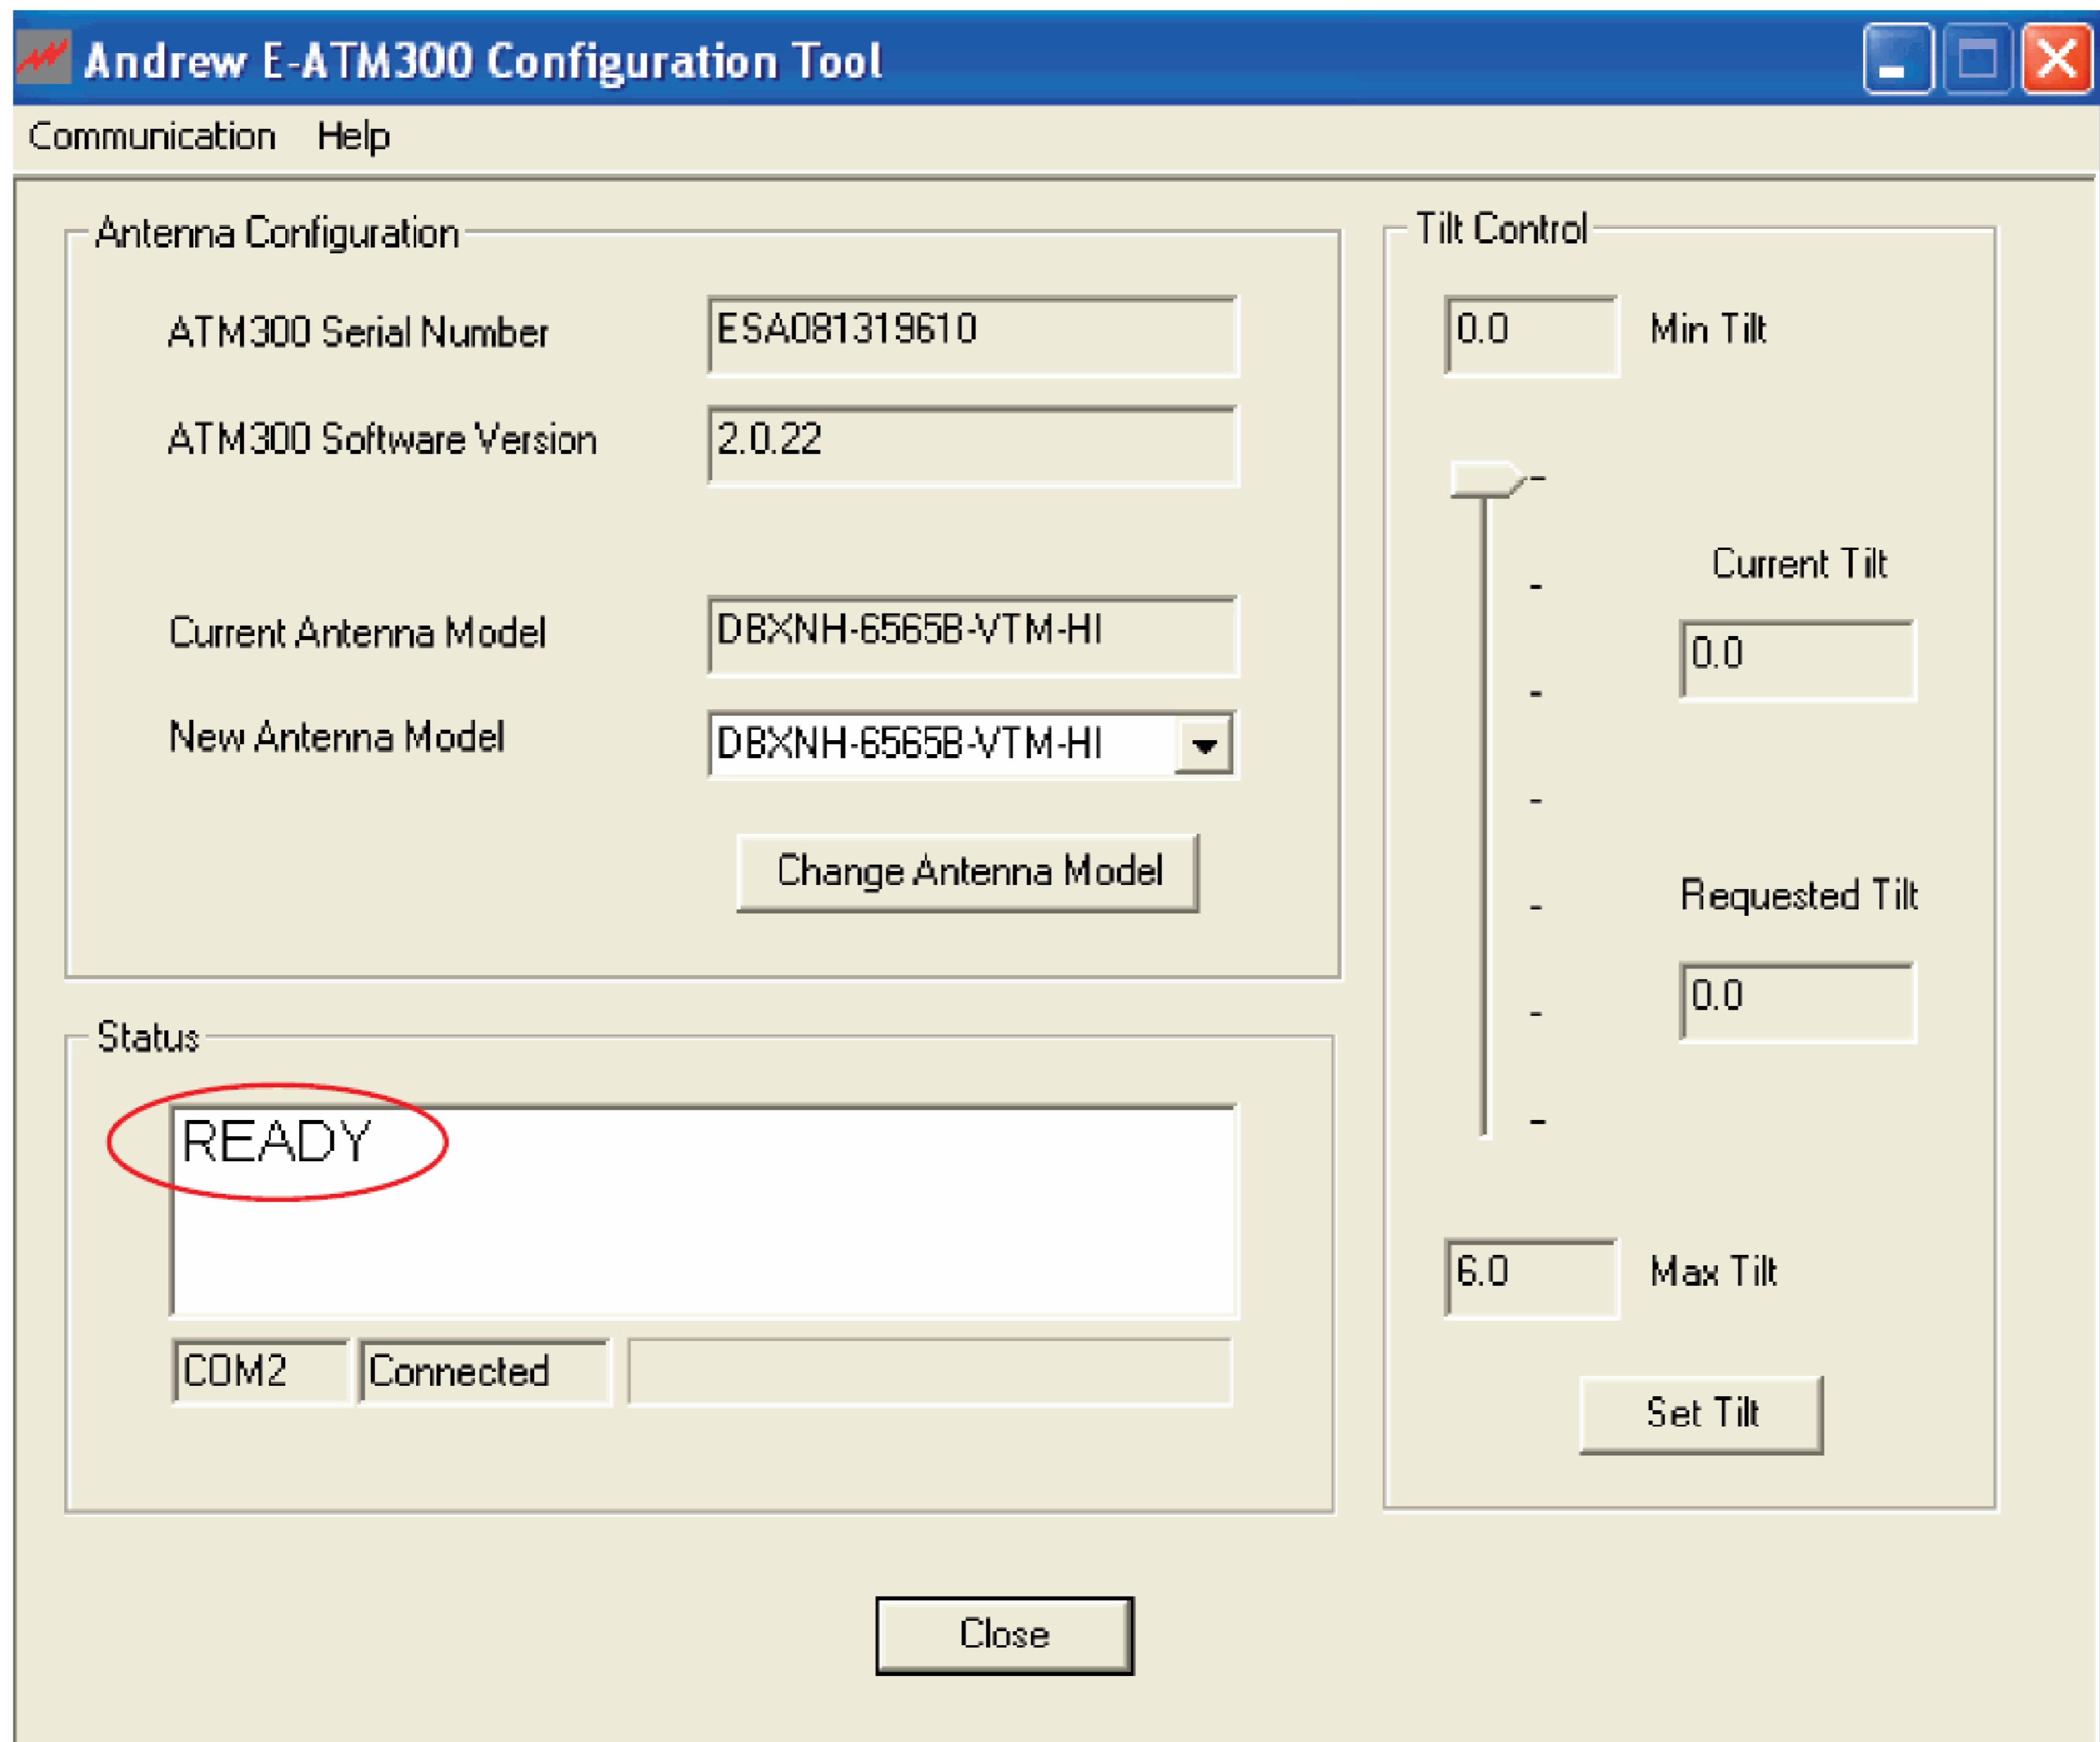 Andrew E-ATM300 Configuration Tool
Communication Help
Antenna Configuration
ATM300 Serial Number ESA081319610
ATM300 Software Version 2.0.22
Current Antenna Model DBXNH-6565B-VTM-HI
New Antenna Model DBXNH-6565B-VTM-HI
Change Antenna Model
Status
READY
COM2 Connected
Tilt Control
0.0 Min Tilt
Current Tilt
0.0
Requested Tilt
0.0
6.0 Max Tilt
Set Tilt
Close